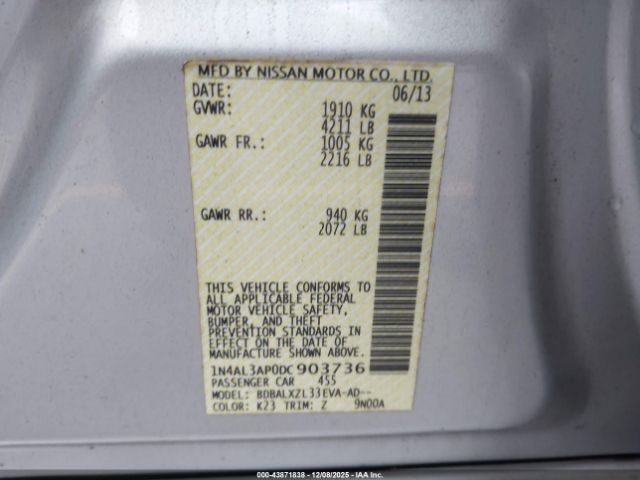 MFD BY NISSAN MOTOR CO., LTD.
DATE: 06/13
GVWR: 1910 KG
4211 LB
GAWR FR.: 1005 KG
2216 LB
GAWR RR.: 940 KG
2072 LB
THIS VEHICLE CONFORMS TO
ALL APPLICABLE FEDERAL
MOTOR VEHICLE SAFETY,
BUMPER, AND THEFT
PREVENTION STANDARDS IN
EFFECT ON THE DATE OF
MANUFACTURE SHOWN ABOVE.
1N4AL3AP0DC903736
PASSENGER CAR 455
MODEL: BDBALXZL33EVA-AD--
COLOR: K23 TRIM: Z 9N00A
00-43871838 - 12/08/2025 - IAA Inc.